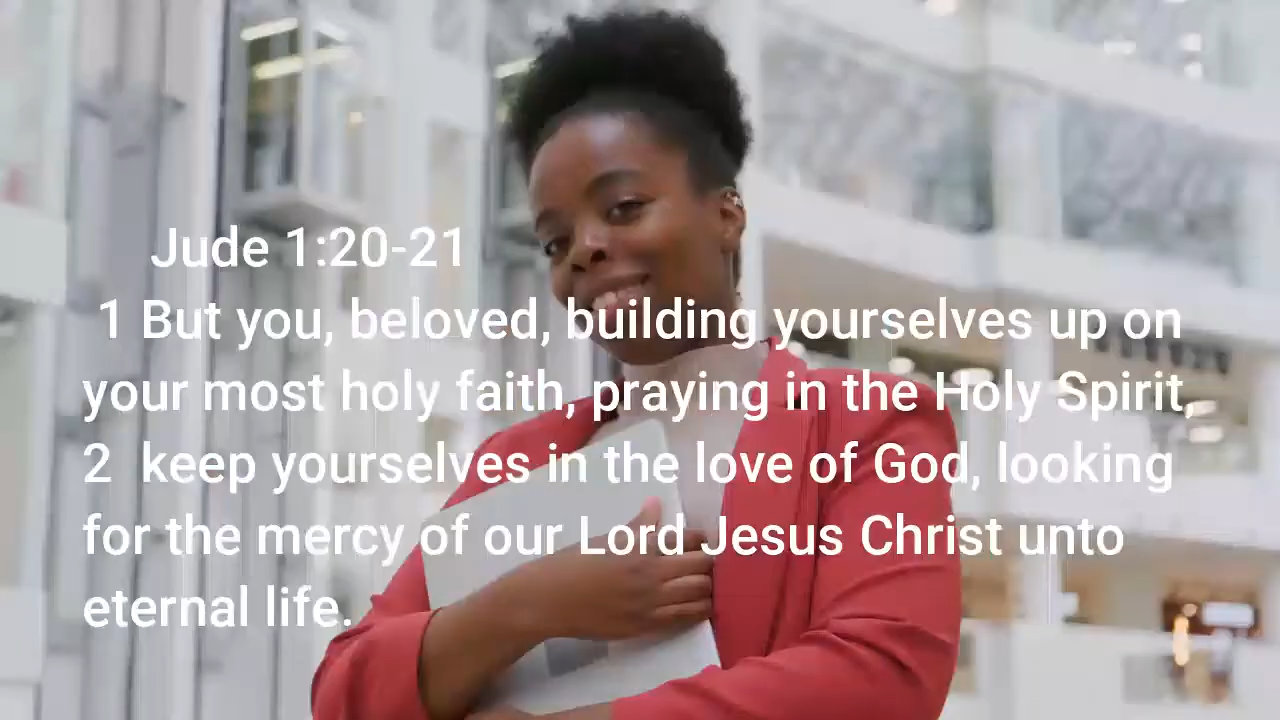 Jude 1:20-21
1 But you, beloved, building yourselves up on
your most holy faith, praying in the Holy Spirit,
2 keep yourselves in the love of God, looking
for the mercy of our Lord Jesus Christ unto
eternal life.